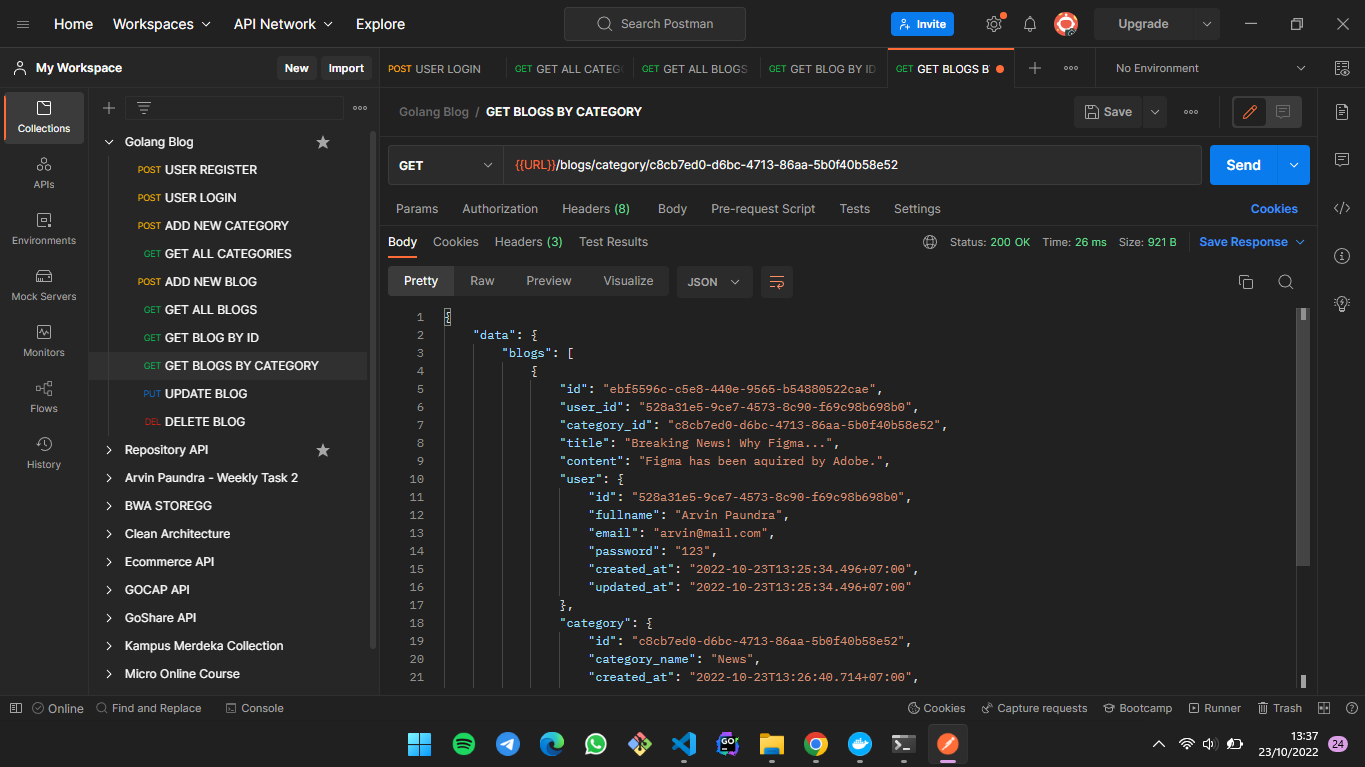 Home Workspaces API Network Explore Search Postman Invite Upgrade
My Workspace New Import
POST USER LOGIN GET GET ALL CATEG GET GET ALL BLOGS GET GET BLOG BY ID GET GET BLOGS B No Environment
Collections
APIs
Environments
Mock Servers
Monitors
Flows
History
Golang Blog
POST USER REGISTER
POST USER LOGIN
POST ADD NEW CATEGORY
GET GET ALL CATEGORIES
POST ADD NEW BLOG
GET GET ALL BLOGS
GET GET BLOG BY ID
GET GET BLOGS BY CATEGORY
PUT UPDATE BLOG
DEL DELETE BLOG
Repository API
Arvin Paundra - Weekly Task 2
BWA STOREGG
Clean Architecture
Ecommerce API
GOCAP API
GoShare API
Kampus Merdeka Collection
Micro Online Course
Golang Blog / GET BLOGS BY CATEGORY Save
GET {{URL}}/blogs/category/c8cb7ed0-d6bc-4713-86aa-5b0f40b58e52 Send
Params Authorization Headers (8) Body Pre-request Script Tests Settings Cookies
Body Cookies Headers (3) Test Results Status: 200 OK Time: 26 ms Size: 921 B Save Response
Pretty Raw Preview Visualize JSON
1 {
2 "data": {
3 "blogs": [
4 {
5 "id": "ebf5596c-c5e8-440e-9565-b54880522cae",
6 "user_id": "528a31e5-9ce7-4573-8c90-f69c98b698b0",
7 "category_id": "c8cb7ed0-d6bc-4713-86aa-5b0f40b58e52",
8 "title": "Breaking News! Why Figma...",
9 "content": "Figma has been aquired by Adobe.",
10 "user": {
11 "id": "528a31e5-9ce7-4573-8c90-f69c98b698b0",
12 "fullname": "Arvin Paundra",
13 "email": "arvin@mail.com",
14 "password": "123",
15 "created_at": "2022-10-23T13:25:34.496+07:00",
16 "updated_at": "2022-10-23T13:25:34.496+07:00"
17 },
18 "category": {
19 "id": "c8cb7ed0-d6bc-4713-86aa-5b0f40b58e52",
20 "category_name": "News",
21 "created_at": "2022-10-23T13:26:40.714+07:00",
Online Find and Replace Console Cookies Capture requests Bootcamp Runner Trash
GO
13:37
23/10/2022 24